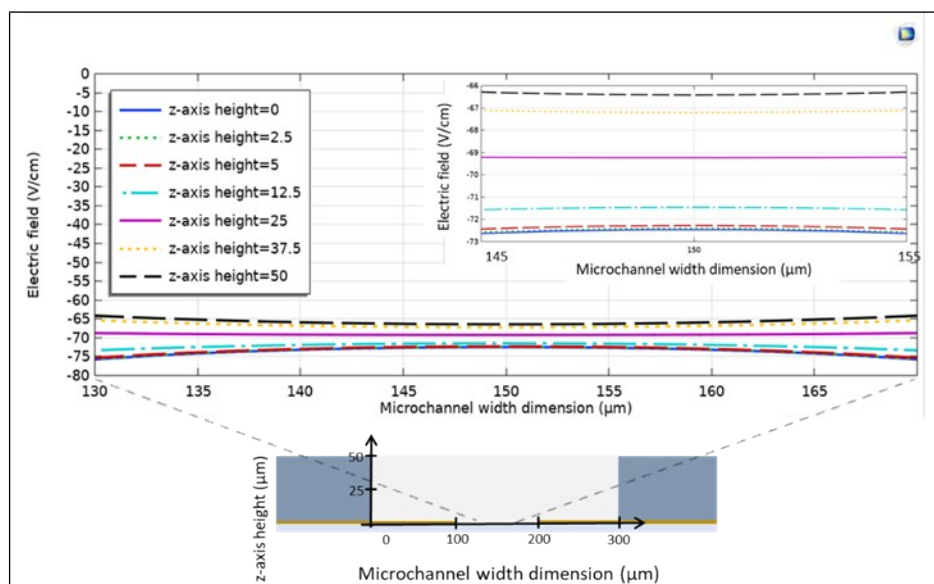 0
-5
-10
-15
-20
-25
-30
-35
-40
-45
-50
-55
-60
-65
-70
-75
-80
Electric field (V/cm)
z-axis height=0
z-axis height=2.5
z-axis height=5
z-axis height=12.5
z-axis height=25
z-axis height=37.5
z-axis height=50
-66
-67
-68
-69
-70
-71
-72
-73
Electric field (V/cm)
145 150 155
Microchannel width dimension (μm)
130 135 140 145 150 155 160 165
Microchannel width dimension (μm)
50
25
z-axis height (μm)
0 100 200 300
Microchannel width dimension (μm)